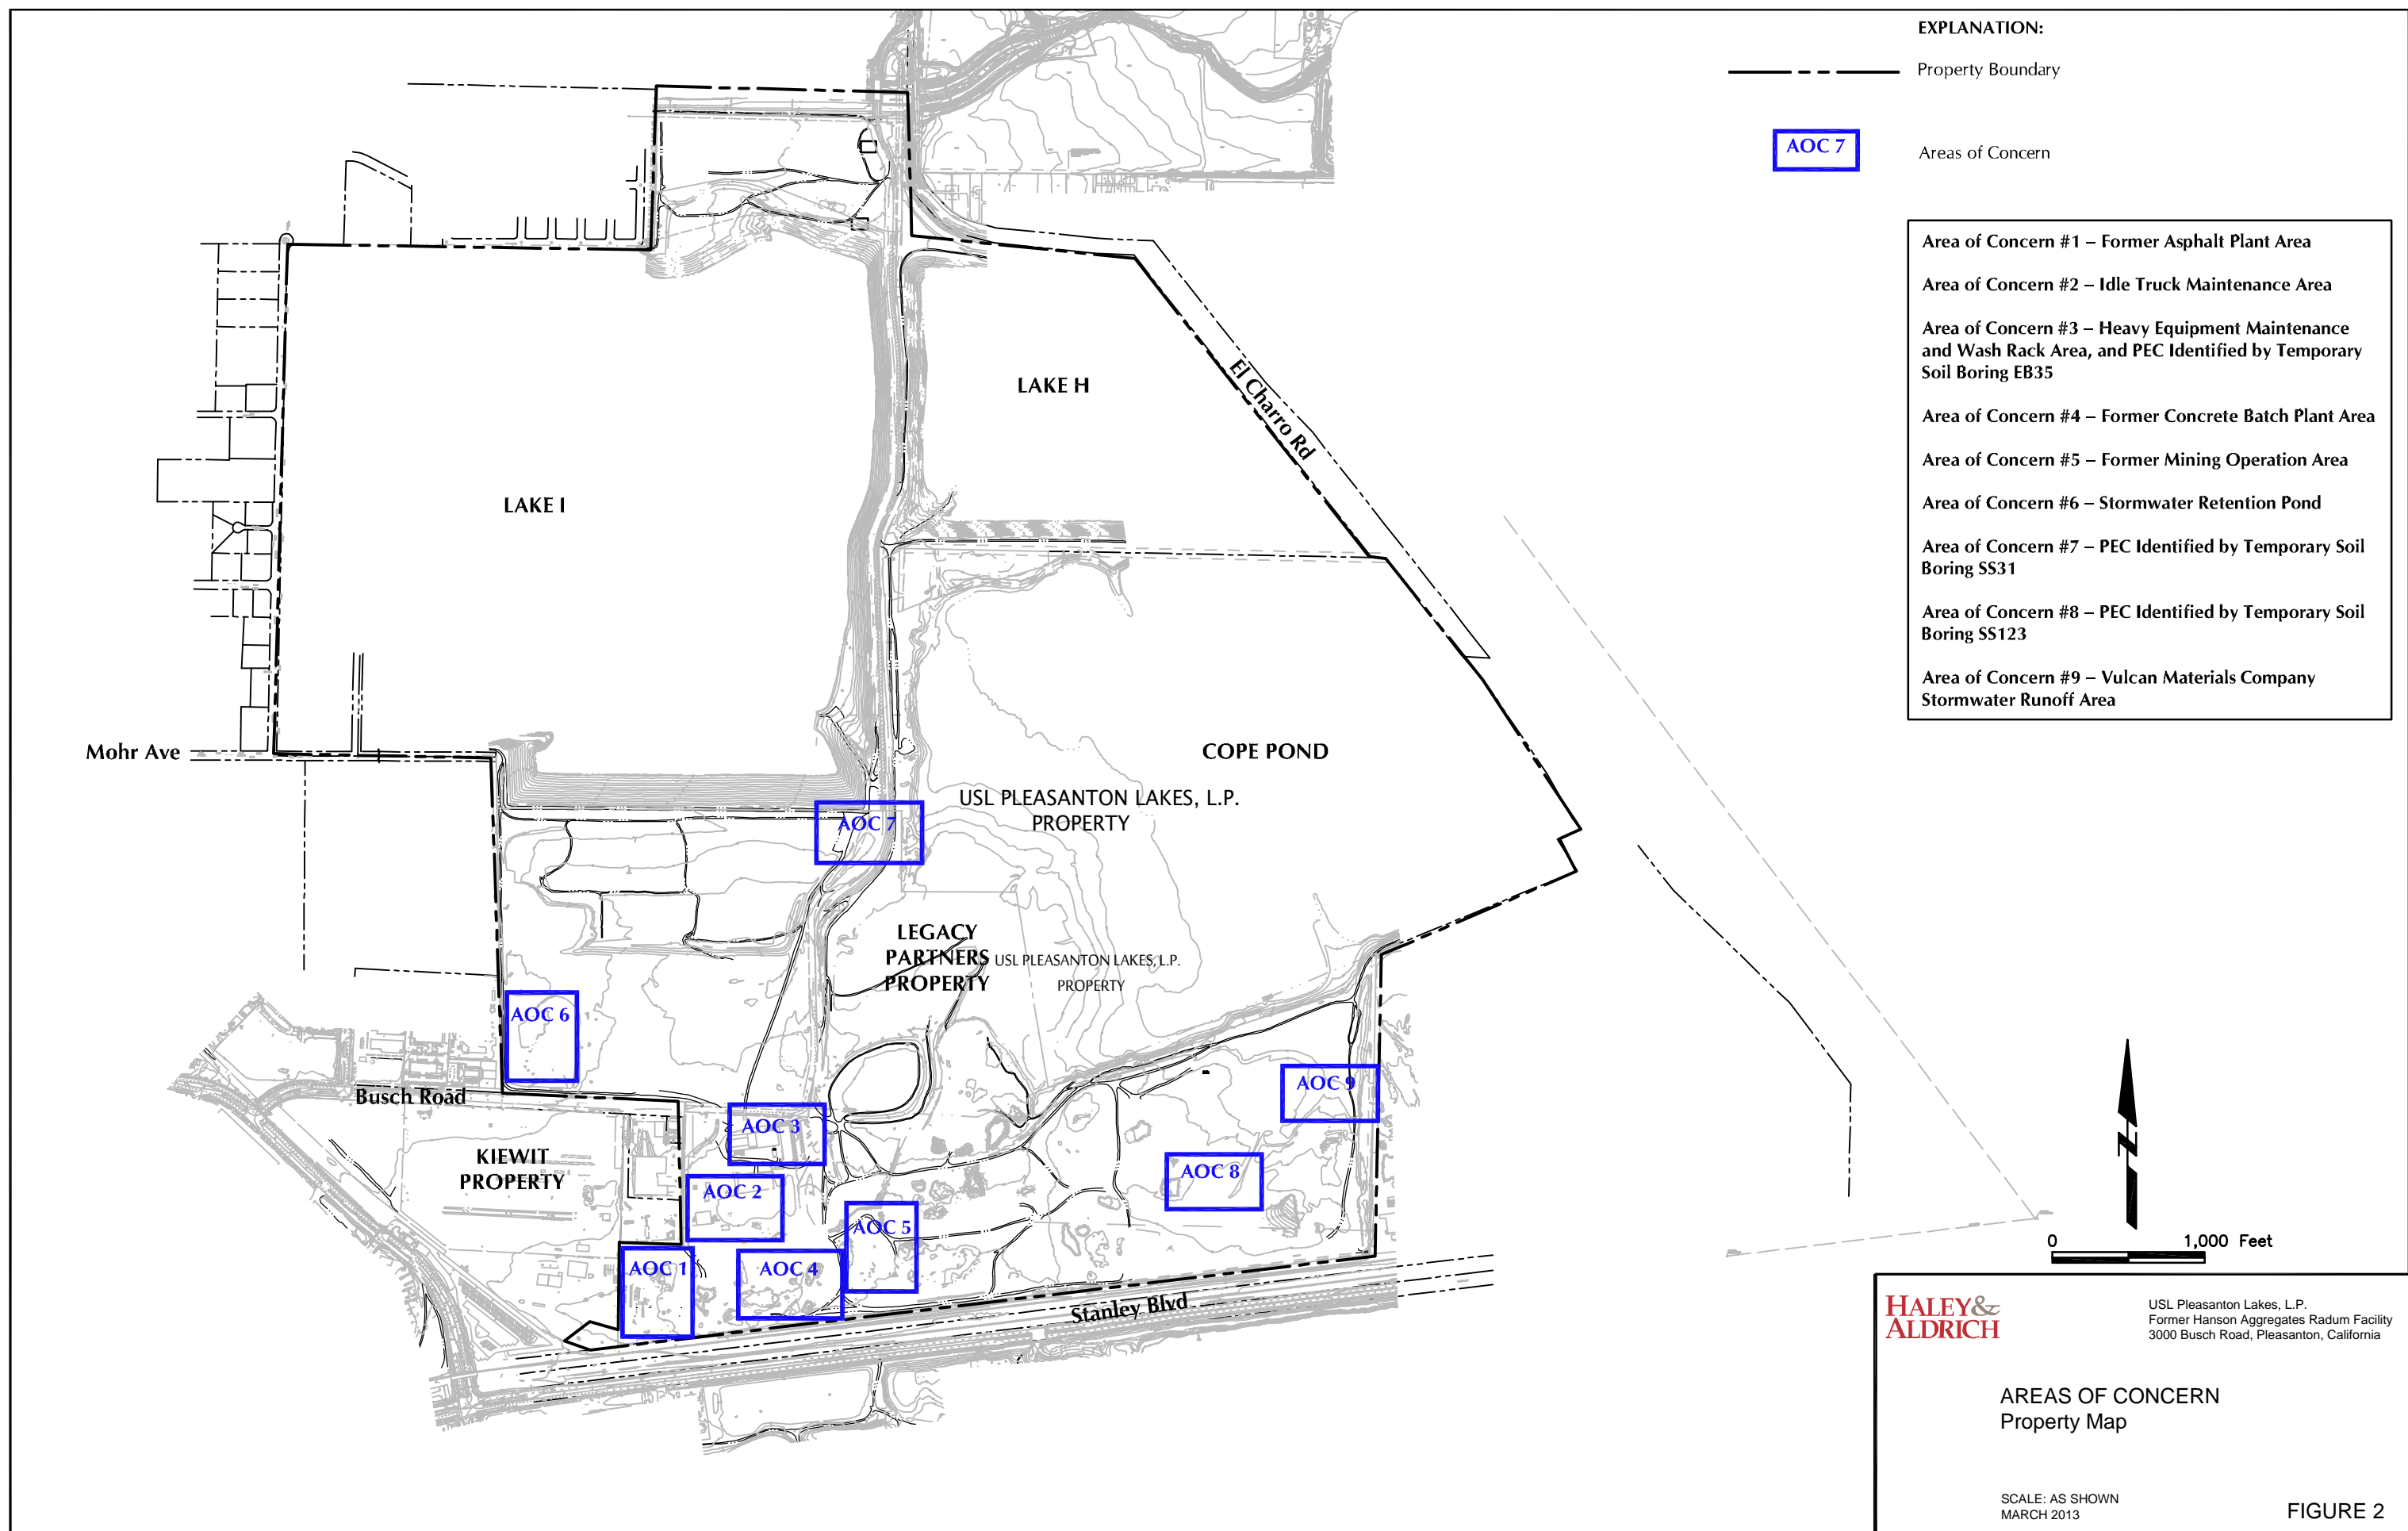 EXPLANATION:
Property Boundary
AOC 7
Areas of Concern
Area of Concern #1 – Former Asphalt Plant Area
Area of Concern #2 – Idle Truck Maintenance Area
Area of Concern #3 – Heavy Equipment Maintenance
and Wash Rack Area, and PEC Identified by Temporary
Soil Boring EB35
Area of Concern #4 – Former Concrete Batch Plant Area
Area of Concern #5 – Former Mining Operation Area
Area of Concern #6 – Stormwater Retention Pond
Area of Concern #7 – PEC Identified by Temporary Soil
Boring SS31
Area of Concern #8 – PEC Identified by Temporary Soil
Boring SS123
Area of Concern #9 – Vulcan Materials Company
Stormwater Runoff Area
LAKE H
El Charro Rd
LAKE I
Mohr Ave
COPE POND
USL PLEASANTON LAKES, L.P.
PROPERTY
AOC 7
LEGACY
PARTNERS
PROPERTY
USL PLEASANTON LAKES, L.P.
PROPERTY
AOC 6
Busch Road
AOC 9
AOC 3
KIEWIT
PROPERTY
AOC 8
AOC 2
AOC 5
AOC 1
AOC 4
Stanley Blvd
N
0 1,000 Feet
HALEY&
ALDRICH
USL Pleasanton Lakes, L.P.
Former Hanson Aggregates Radum Facility
3000 Busch Road, Pleasanton, California
AREAS OF CONCERN
Property Map
SCALE: AS SHOWN
MARCH 2013
FIGURE 2